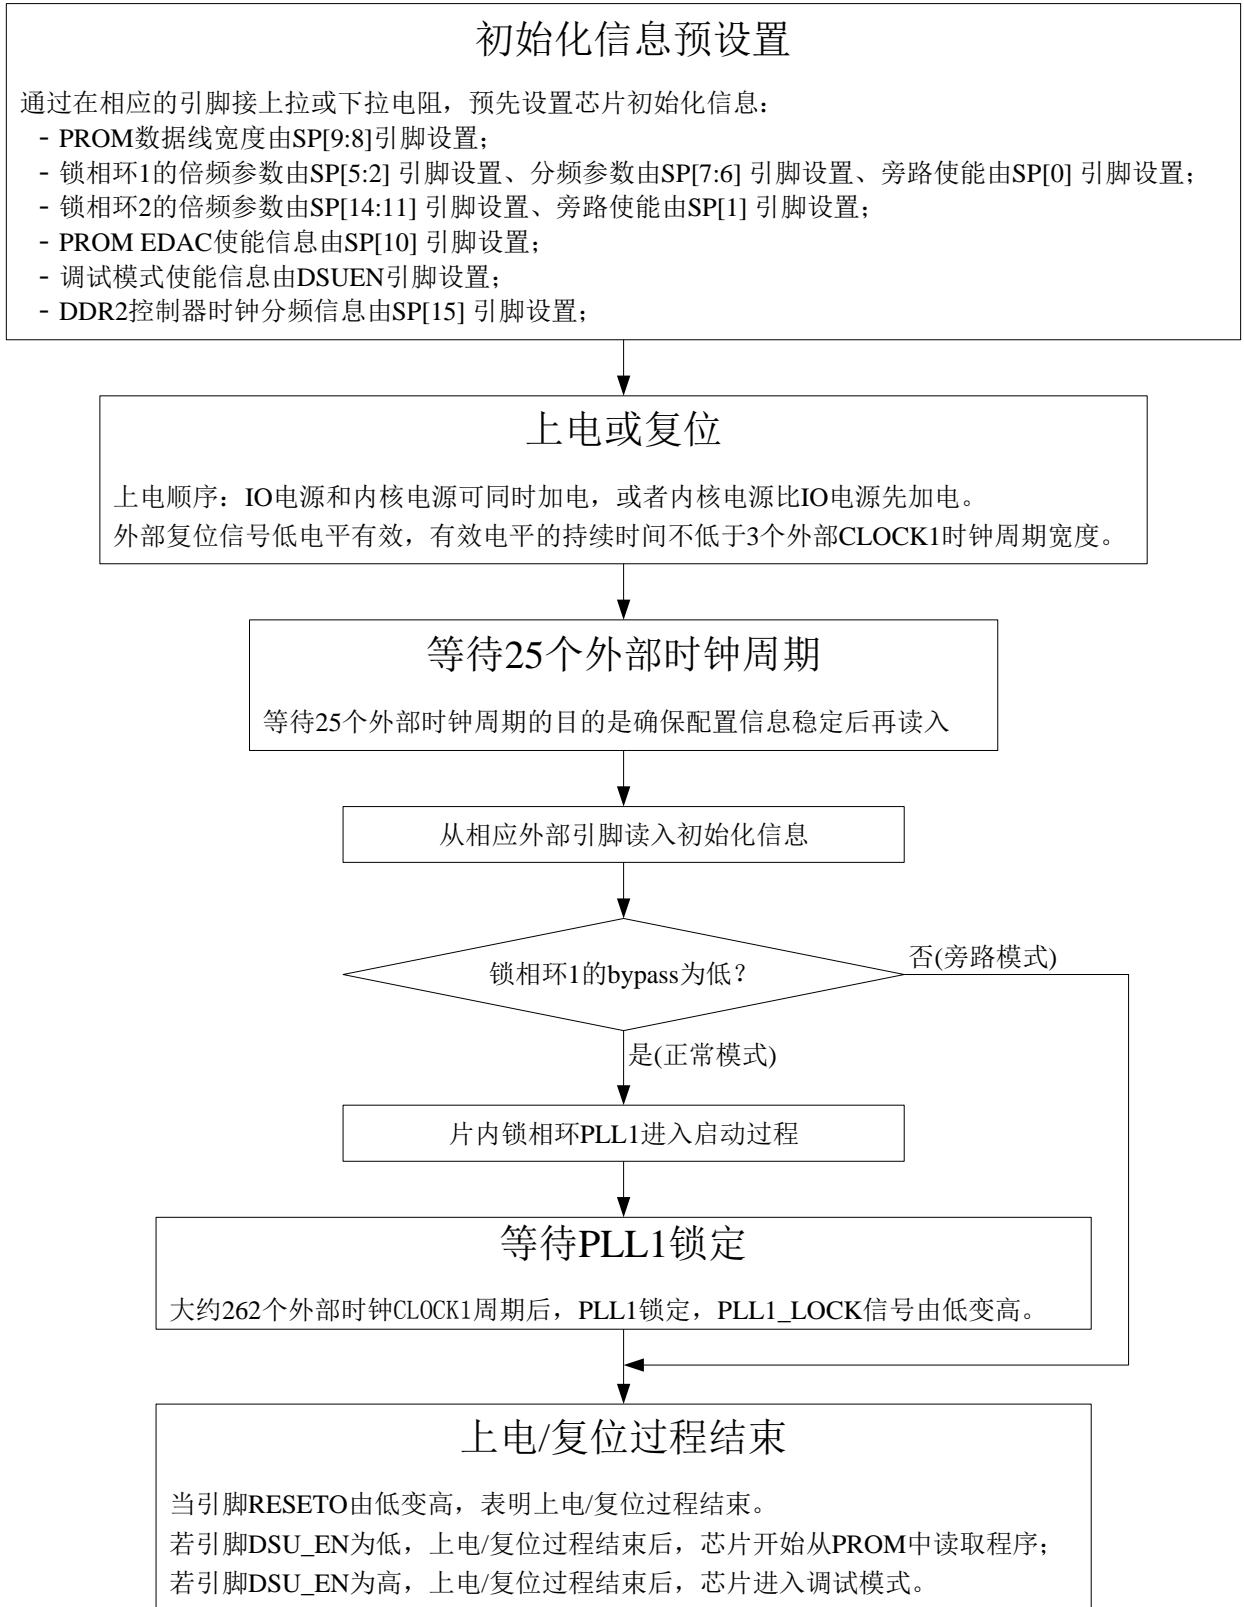 初始化信息预设置
通过在相应的引脚接上拉或下拉电阻，预先设置芯片初始化信息：
- PROM数据线宽度由SP[9:8]引脚设置；
- 锁相环1的倍频参数由SP[5:2] 引脚设置、分频参数由SP[7:6] 引脚设置、旁路使能由SP[0] 引脚设置；
- 锁相环2的倍频参数由SP[14:11] 引脚设置、旁路使能由SP[1] 引脚设置；
- PROM EDAC使能信息由SP[10] 引脚设置；
- 调试模式使能信息由DSUEN引脚设置；
- DDR2控制器时钟分频信息由SP[15] 引脚设置；
上电或复位
上电顺序：IO电源和内核电源可同时加电，或者内核电源比IO电源先加电。
外部复位信号低电平有效，有效电平的持续时间不低于3个外部CLOCK1时钟周期宽度。
等待25个外部时钟周期
等待25个外部时钟周期的目的是确保配置信息稳定后再读入
从相应外部引脚读入初始化信息
锁相环1的bypass为低？
否(旁路模式)
是(正常模式)
片内锁相环PLL1进入启动过程
等待PLL1锁定
大约262个外部时钟CLOCK1周期后，PLL1锁定，PLL1_LOCK信号由低变高。
上电/复位过程结束
当引脚RESETO由低变高，表明上电/复位过程结束。
若引脚DSU_EN为低，上电/复位过程结束后，芯片开始从PROM中读取程序；
若引脚DSU_EN为高，上电/复位过程结束后，芯片进入调试模式。